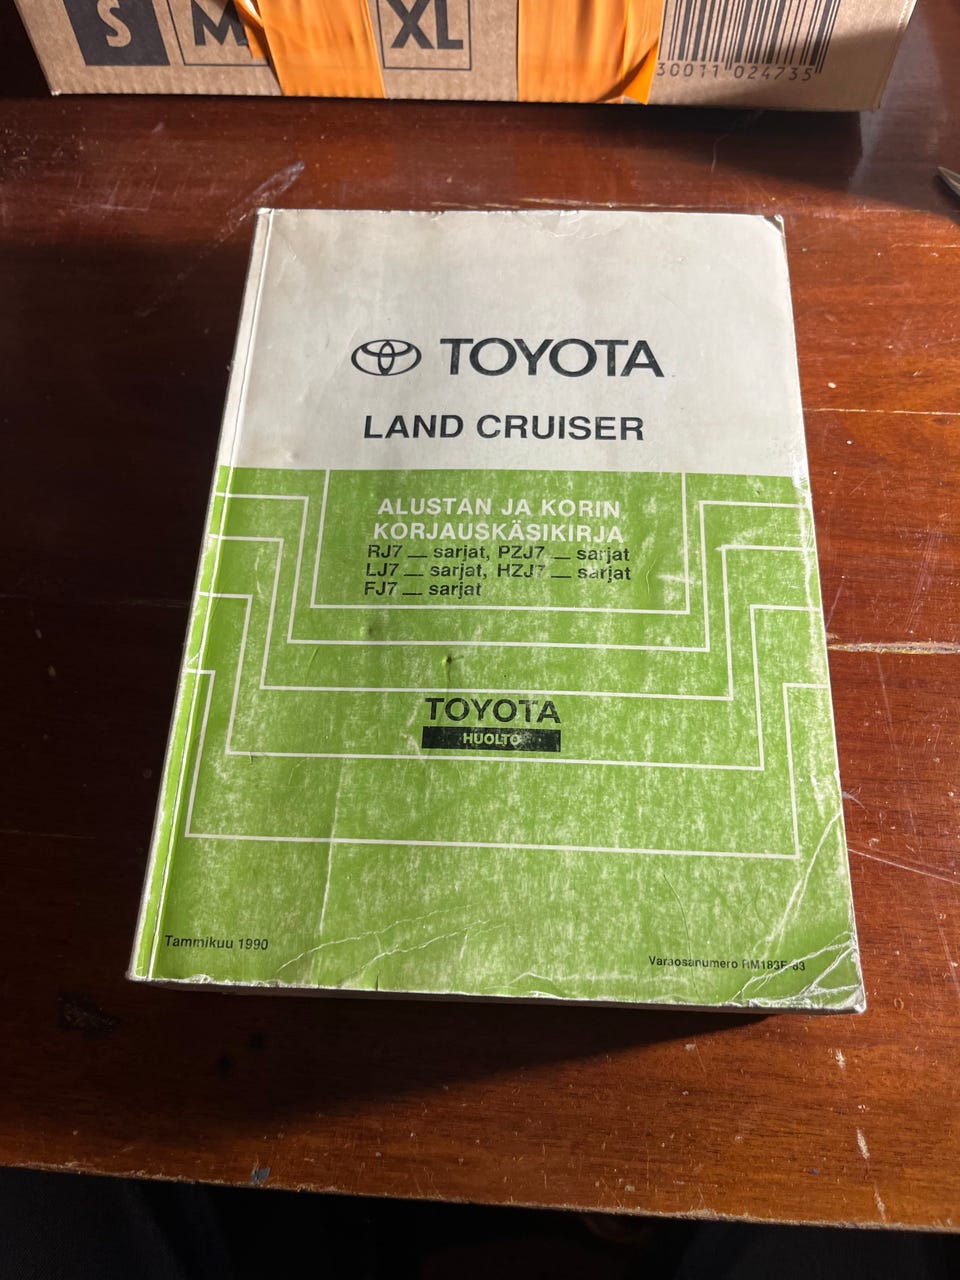 S M XL
30011 024735
TOYOTA
LAND CRUISER
ALUSTAN JA KORIN
KORJAUSKÄSIKIRJA
RJ7 __ sarjat, PZJ7 __ sarjat
LJ7 __ sarjat, HZJ7 __ sarjat
FJ7 __ sarjat
TOYOTA
HUOLTO
Tammikuu 1990
Varaosanumero